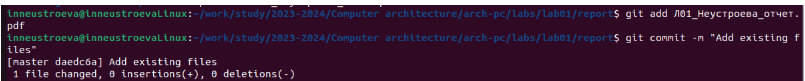 inneustroeva@inneustroevaLinux:~/work/study/2023-2024/Computer architecture/arch-pc/labs/lab01/report$ git add Л01_Неустроева_отчет.
pdf
inneustroeva@inneustroevaLinux:~/work/study/2023-2024/Computer architecture/arch-pc/labs/lab01/report$ git commit -m "Add existing f
iles"
[master daedc6a] Add existing files
 1 file changed, 0 insertions(+), 0 deletions(-)